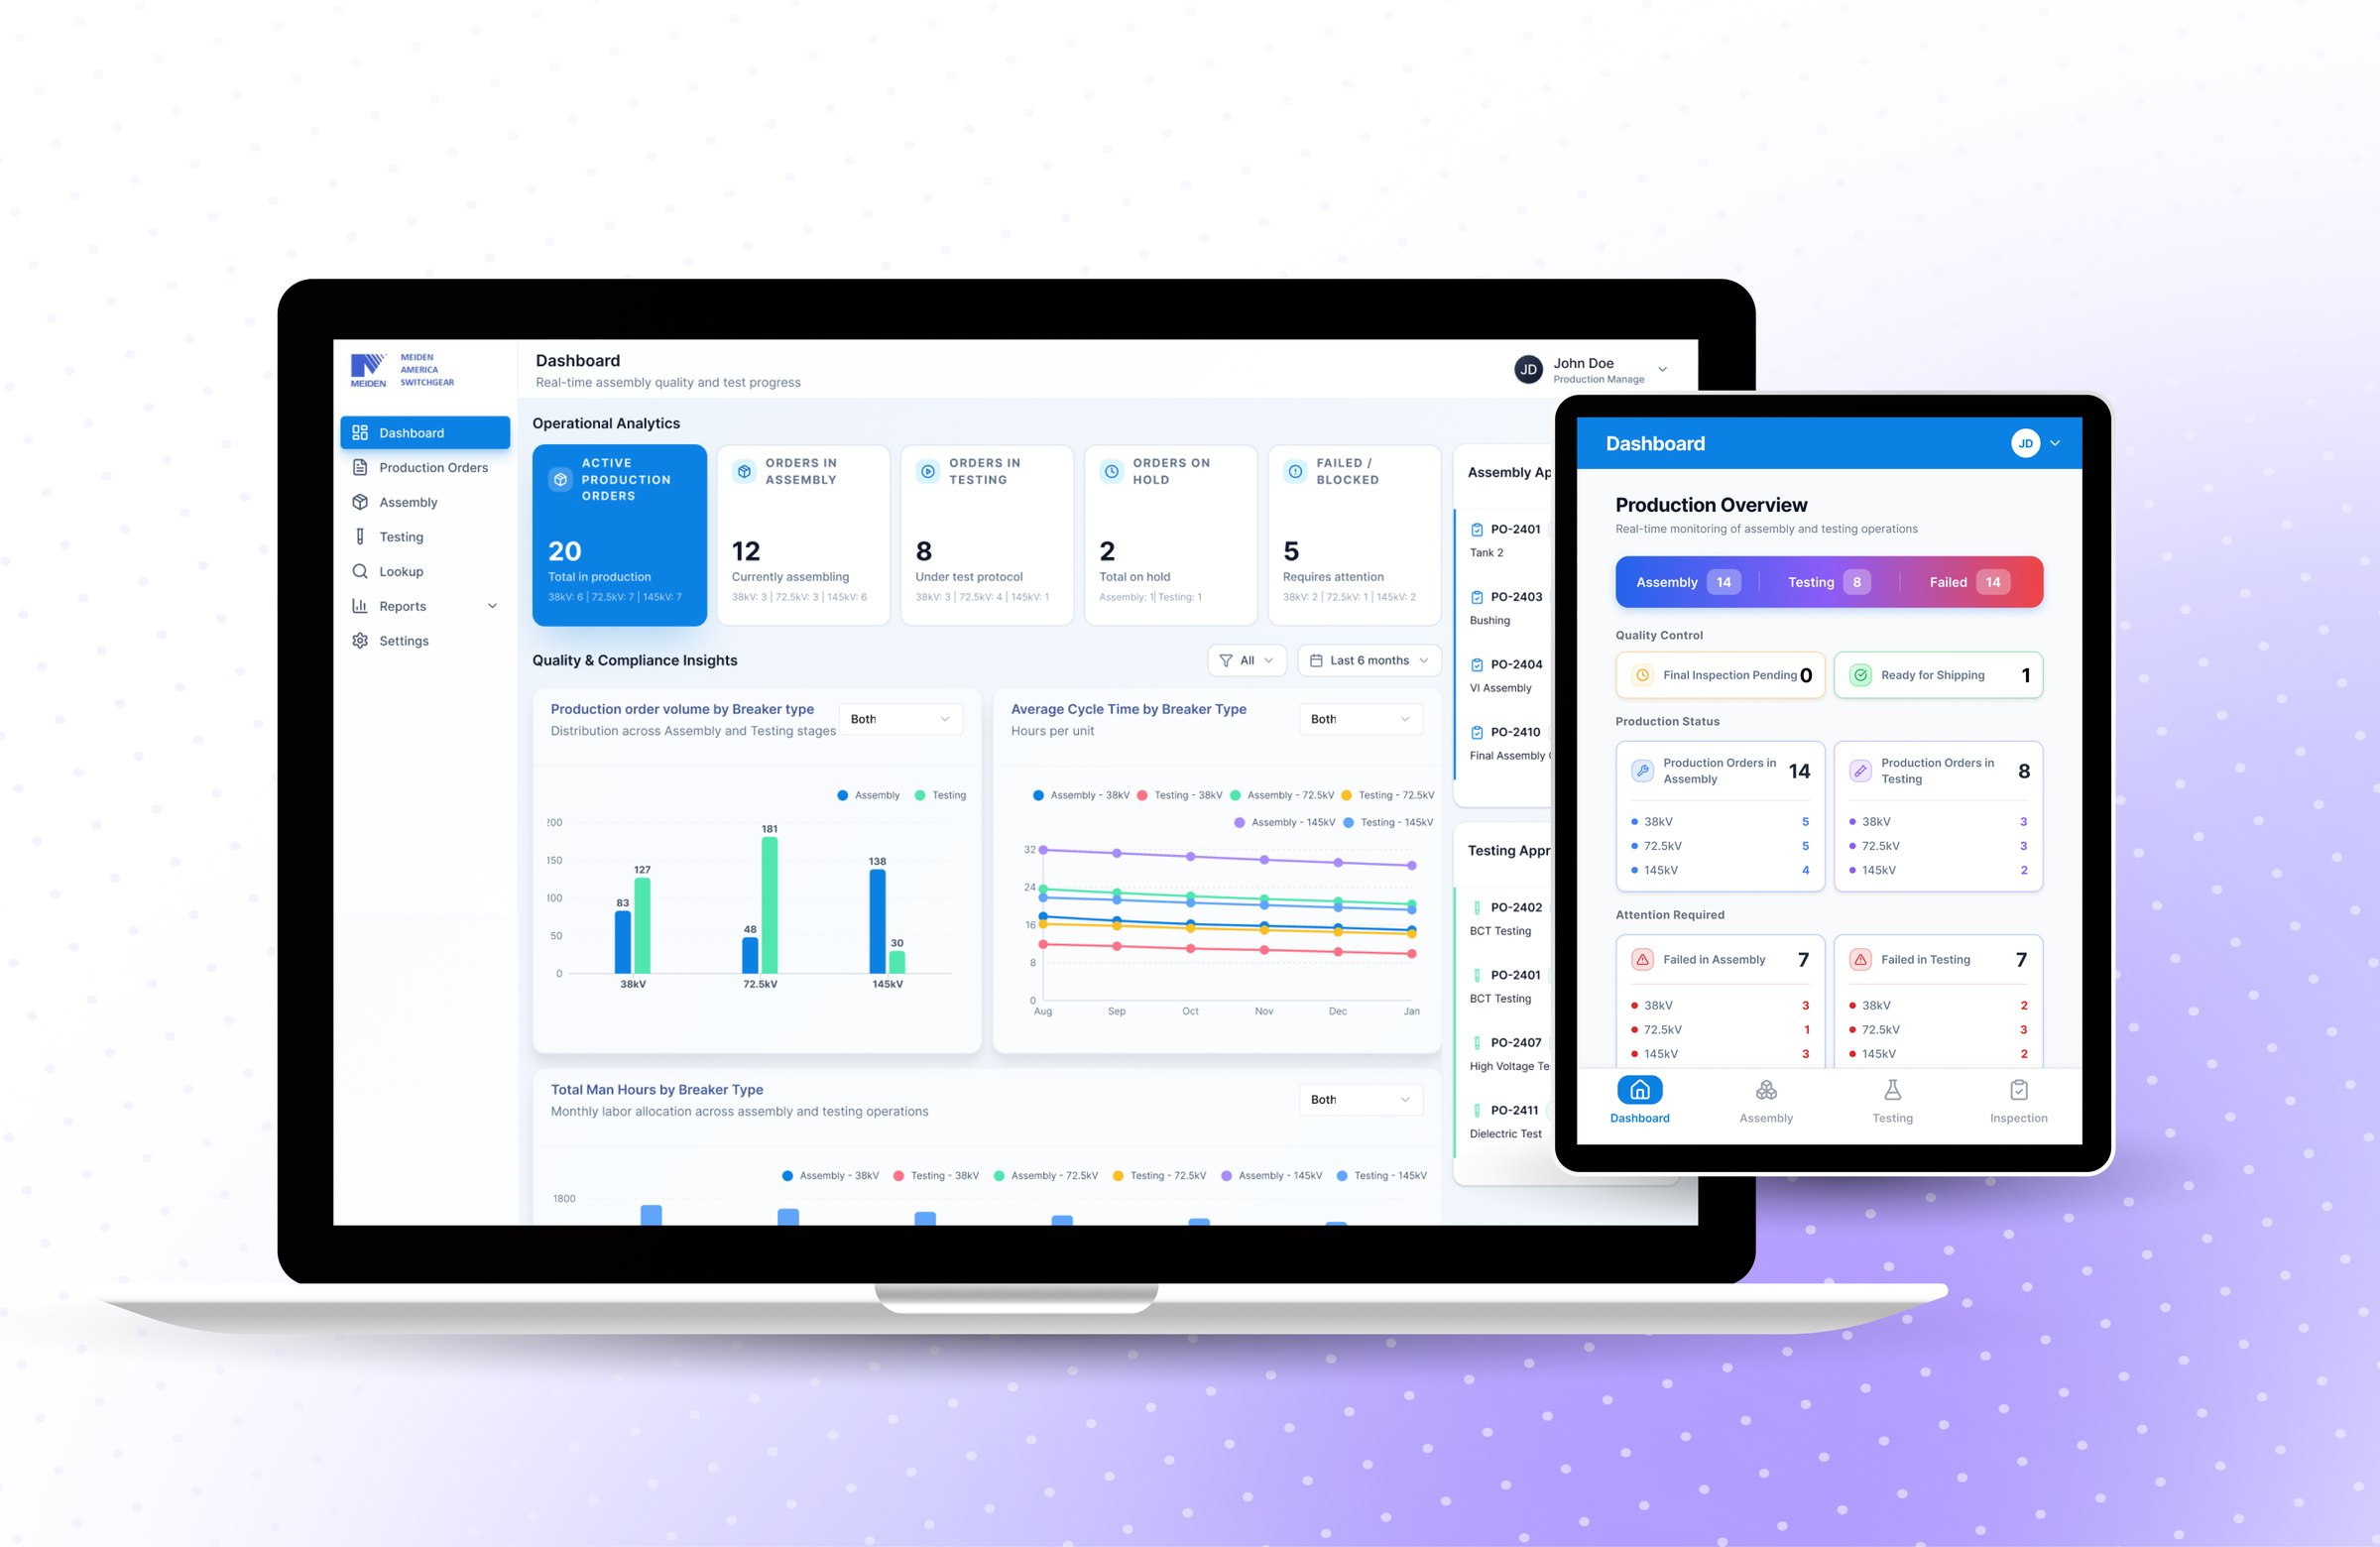 MEIDEN
MEIDEN
AMERICA
SWITCHGEAR
Dashboard
Production Orders
Assembly
Testing
Lookup
Reports
Settings
Dashboard
Real-time assembly quality and test progress
JD
John Doe
Production Manage
Operational Analytics
ACTIVE
PRODUCTION
ORDERS
20
Total in production
38kV: 6 | 72.5kV: 7 | 145kV: 7
ORDERS IN
ASSEMBLY
12
Currently assembling
38kV: 3 | 72.5kV: 3 | 145kV: 6
ORDERS IN
TESTING
8
Under test protocol
38kV: 3 | 72.5kV: 4 | 145kV: 1
ORDERS ON
HOLD
2
Total on hold
Assembly: 1| Testing: 1
FAILED /
BLOCKED
5
Requires attention
38kV: 2 | 72.5kV: 1 | 145kV: 2
Quality & Compliance Insights
All
Last 6 months
Production order volume by Breaker type
Distribution across Assembly and Testing stages
Both
Assembly
Testing
200
150
100
50
0
83
127
48
181
138
30
38kV
72.5kV
145kV
Average Cycle Time by Breaker Type
Hours per unit
Both
Assembly - 38kV
Testing - 38kV
Assembly - 72.5kV
Testing - 72.5kV
Assembly - 145kV
Testing - 145kV
32
24
16
8
0
Aug
Sep
Oct
Nov
Dec
Jan
Total Man Hours by Breaker Type
Monthly labor allocation across assembly and testing operations
Both
Assembly - 38kV
Testing - 38kV
Assembly - 72.5kV
Testing - 72.5kV
Assembly - 145kV
Testing - 145kV
1800
Assembly Ap
PO-2401
Tank 2
PO-2403
Bushing
PO-2404
VI Assembly
PO-2410
Final Assembly
Testing Appr
PO-2402
BCT Testing
PO-2401
BCT Testing
PO-2407
High Voltage Te
PO-2411
Dielectric Test
Dashboard
JD
Production Overview
Real-time monitoring of assembly and testing operations
Assembly 14
Testing 8
Failed 14
Quality Control
Final Inspection Pending 0
Ready for Shipping 1
Production Status
Production Orders in
Assembly
14
38kV 5
72.5kV 5
145kV 4
Production Orders in
Testing
8
38kV 3
72.5kV 3
145kV 2
Attention Required
Failed in Assembly 7
38kV 3
72.5kV 1
145kV 3
Failed in Testing 7
38kV 2
72.5kV 3
145kV 2
Dashboard
Assembly
Testing
Inspection